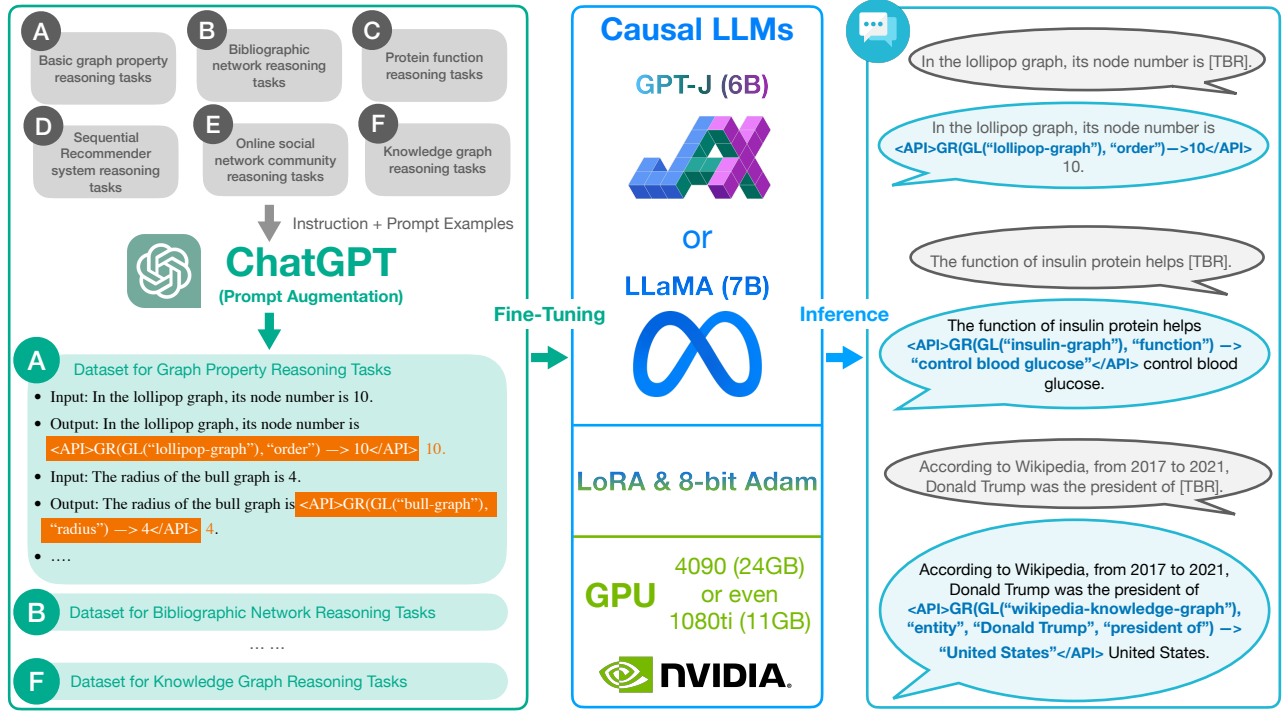 A
Basic graph property
reasoning tasks
B
Bibliographic
network reasoning
tasks
C
Protein function
reasoning tasks
D
Sequential
Recommender
system reasoning
tasks
E
Online social
network community
reasoning tasks
F
Knowledge graph
reasoning tasks
Instruction + Prompt Examples
ChatGPT
(Prompt Augmentation)
A
Dataset for Graph Property Reasoning Tasks
• Input: In the lollipop graph, its node number is 10.
• Output: In the lollipop graph, its node number is
<API>GR(GL(“lollipop-graph”), “order”) —> 10</API> 10.
• Input: The radius of the bull graph is 4.
• Output: The radius of the bull graph is <API>GR(GL(“bull-graph”),
“radius”) —> 4</API> 4.
• ....
B
Dataset for Bibliographic Network Reasoning Tasks
... ...
F
Dataset for Knowledge Graph Reasoning Tasks
Fine-Tuning
Causal LLMs
GPT-J (6B)
JAX
or
LLaMA (7B)
LoRA & 8-bit Adam
GPU
4090 (24GB)
or even
1080ti (11GB)
NVIDIA.
Inference
In the lollipop graph, its node number is [TBR].
In the lollipop graph, its node number is
<API>GR(GL(“lollipop-graph”), “order”)—>10</API>
10.
The function of insulin protein helps [TBR].
The function of insulin protein helps
<API>GR(GL(“insulin-graph”), “function”) —>
“control blood glucose”</API> control blood
glucose.
According to Wikipedia, from 2017 to 2021,
Donald Trump was the president of [TBR].
According to Wikipedia, from 2017 to 2021,
Donald Trump was the president of
<API>GR(GL(“wikipedia-knowledge-graph”),
“entity”, “Donald Trump”, “president of”) —>
“United States”</API> United States.